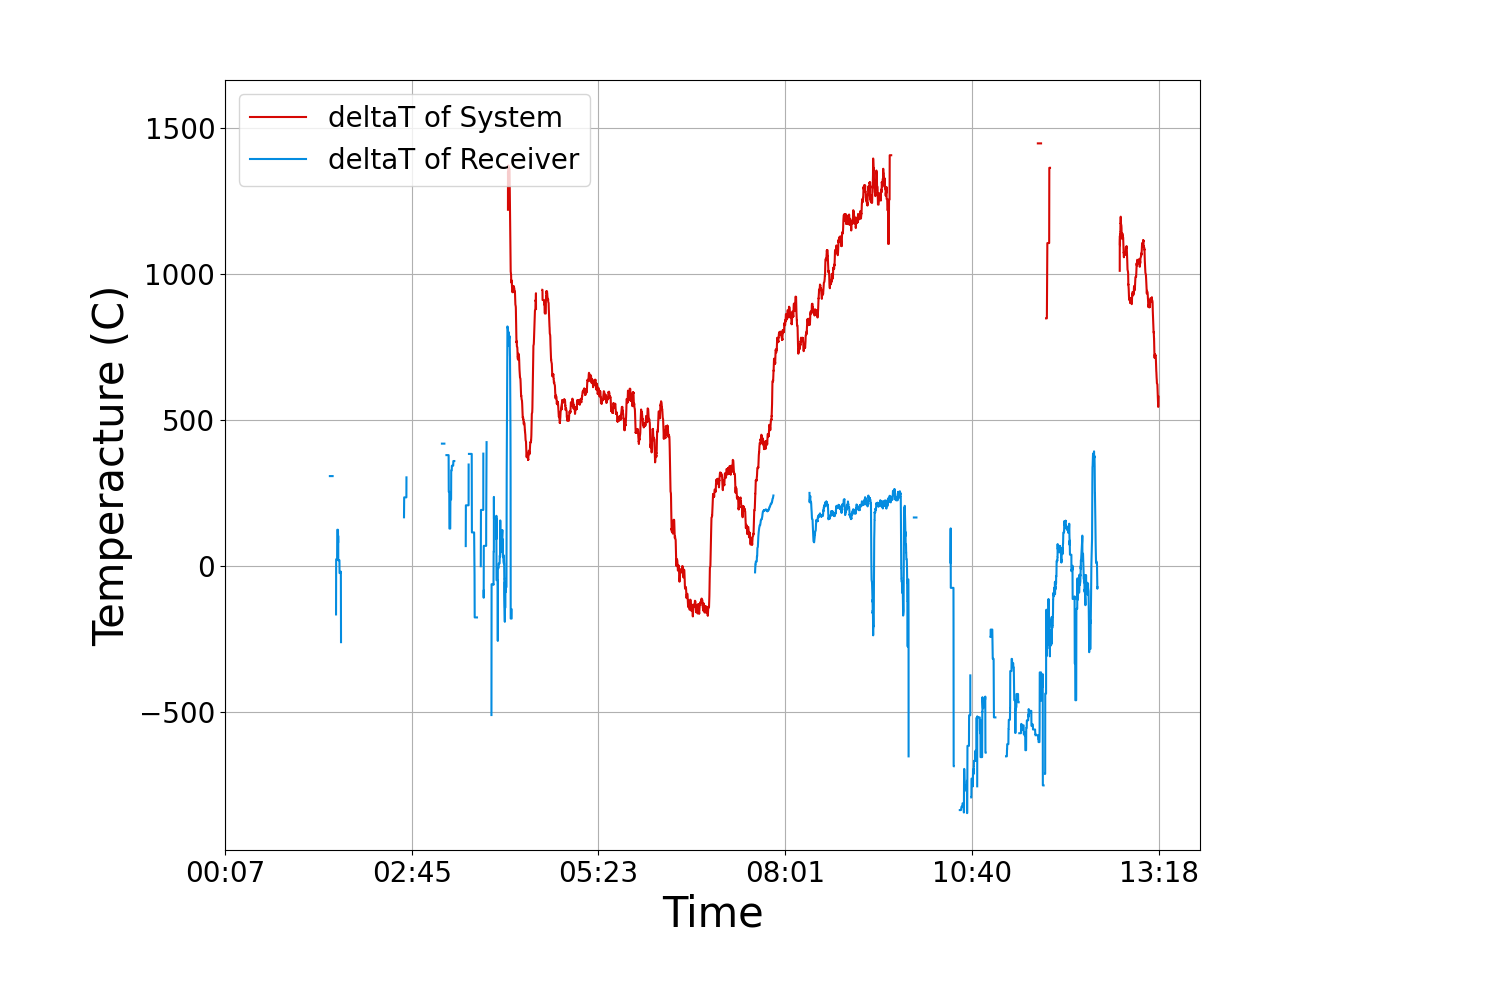 deltaT of System
deltaT of Receiver
1500
1000
500
0
−500
Temperacture (C)
00:07 02:45 05:23 08:01 10:40 13:18
Time